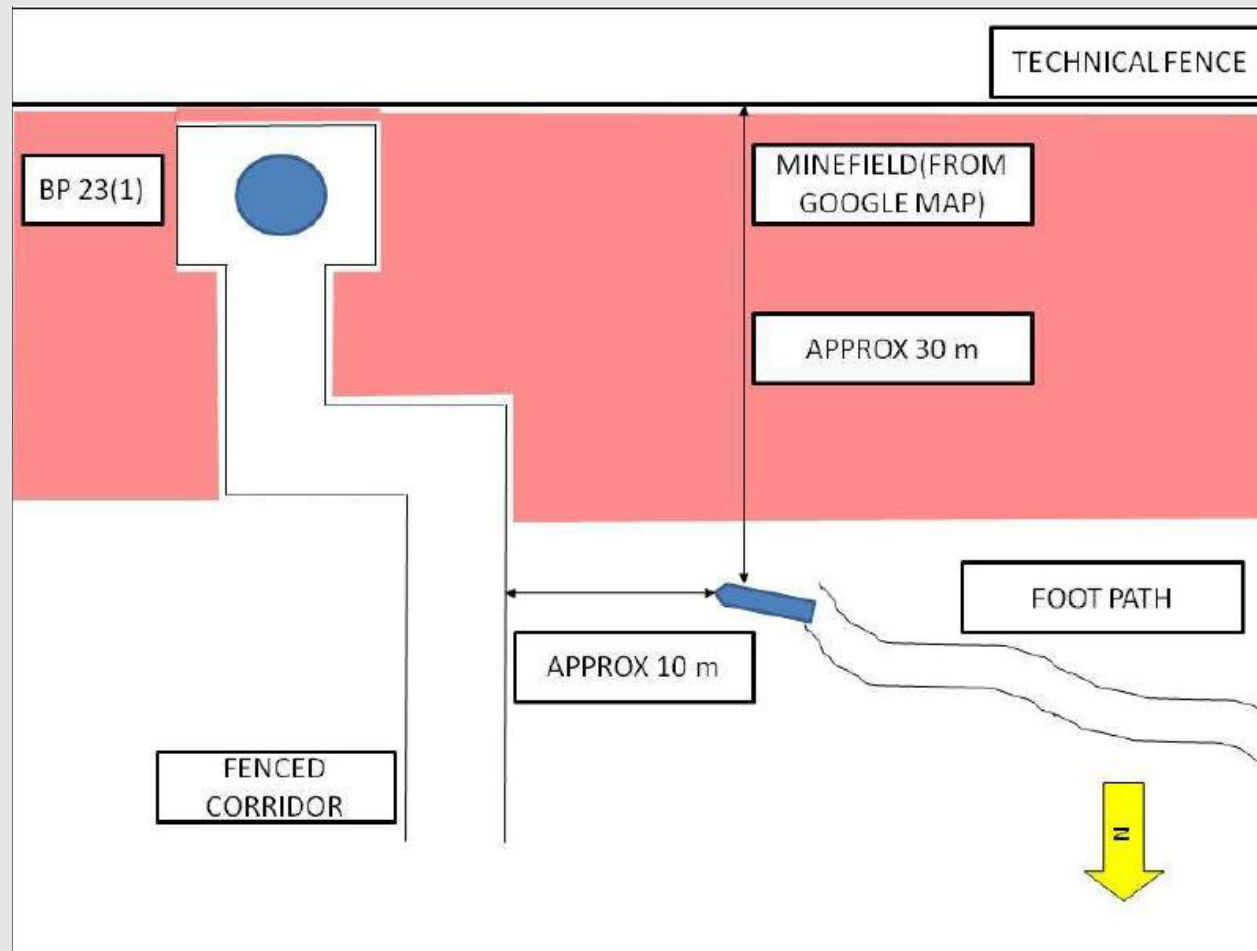 TECHNICAL FENCE
BP 23(1)
MINEFIELD(FROM
GOOGLE MAP)
APPROX 30 m
FOOT PATH
APPROX 10 m
FENCED
CORRIDOR
N